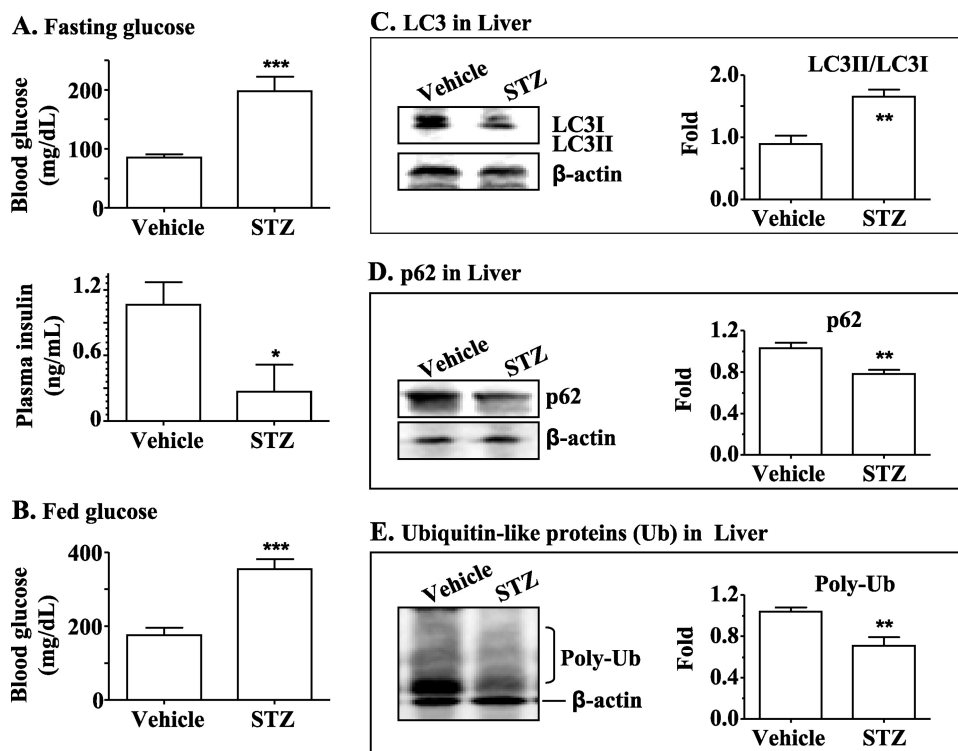 A. Fasting glucose
Blood glucose
(mg/dL)
200
100
0
***
Vehicle STZ
Plasma insulin
(ng/mL)
1.2
0.6
0
*
Vehicle STZ
B. Fed glucose
Blood glucose
(mg/dL)
400
200
0
***
Vehicle STZ
C. LC3 in Liver
Vehicle STZ
LC3I
LC3II
β-actin
LC3II/LC3I
Fold
2.0
1.0
0.0
**
Vehicle STZ
D. p62 in Liver
Vehicle STZ
p62
β-actin
p62
Fold
1.2
0.8
0.4
0.0
**
Vehicle STZ
E. Ubiquitin-like proteins (Ub) in Liver
Vehicle STZ
Poly-Ub
β-actin
Poly-Ub
Fold
1.2
0.8
0.4
0.0
**
Vehicle STZ